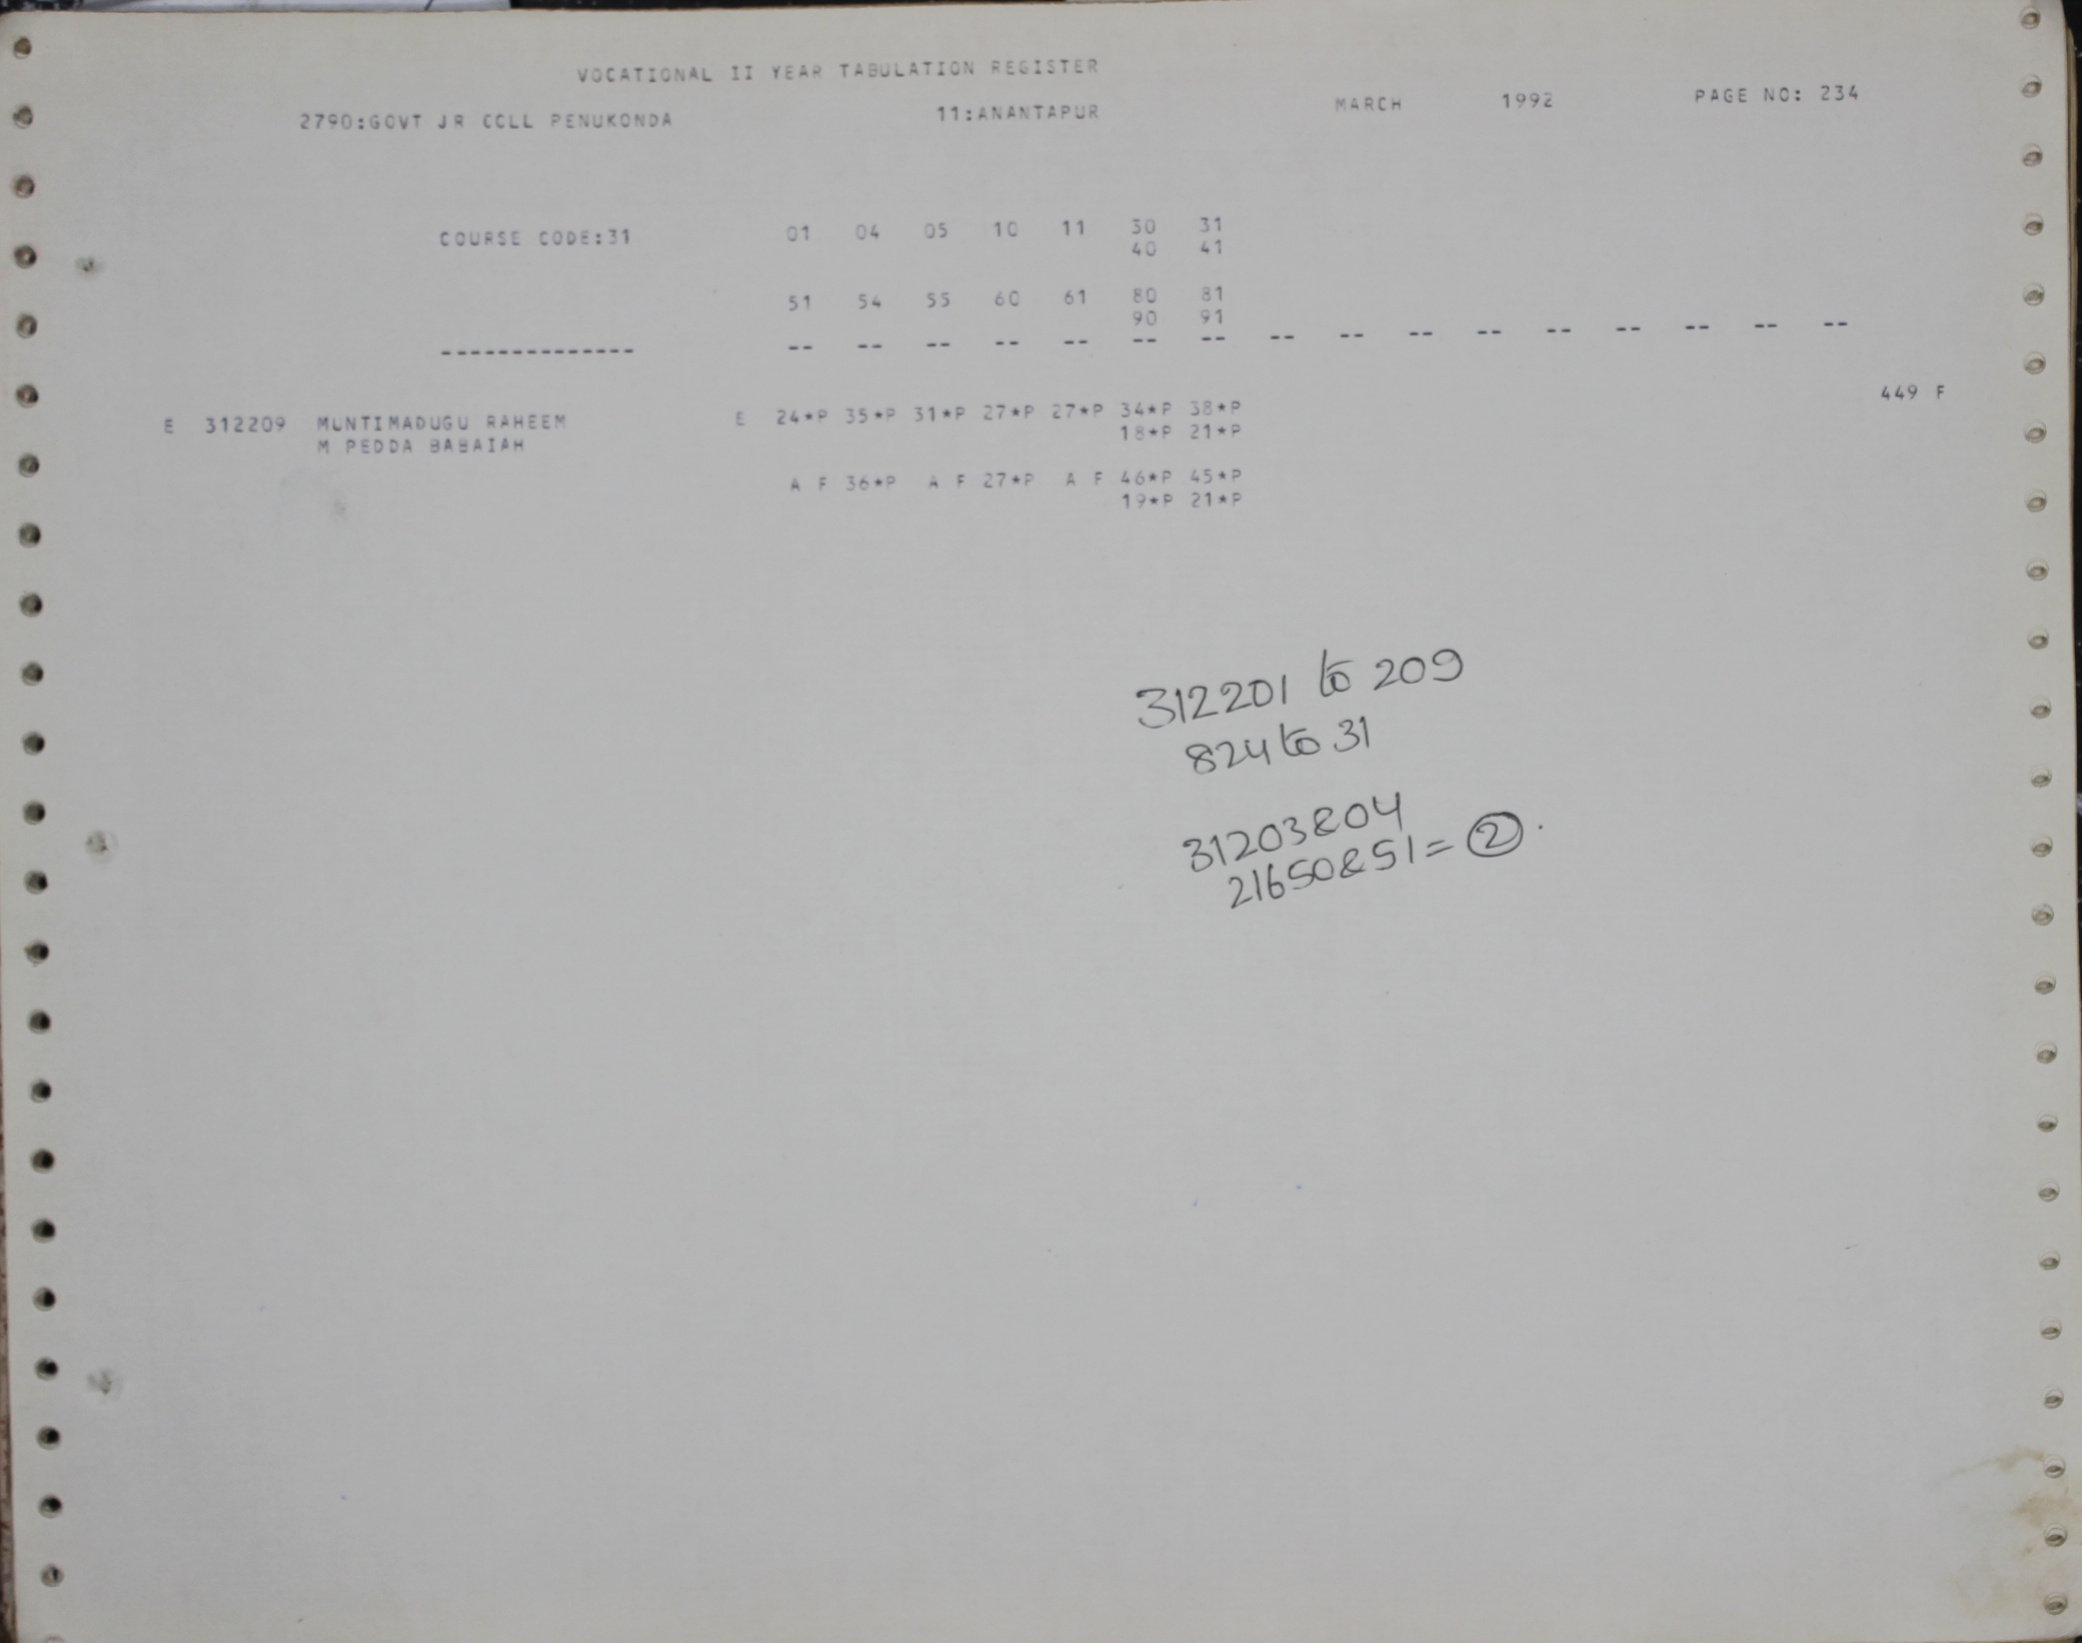 VOCATIONAL II YEAR TABULATION REGISTER
2790:GOVT JR COLL PENUKONDA 11:ANANTAPUR MARCH 1992 PAGE NO: 234
COURSE CODE:31 01 04 05 10 11 30 31
40 41
51 54 55 60 61 80 81
90 91
-------------- -- -- -- -- -- -- -- -- -- -- -- -- -- -- -- --
E 312209 MUNTIMADUGU RAHEEM E 24*P 35*P 31*P 27*P 27*P 34*P 38*P 449 F
M PEDDA BABAIAH 18*P 21*P
A F 36*P A F 27*P A F 46*P 45*P
19*P 21*P
312201 to 209
824 to 31
31203&04
21650&51 = 2.